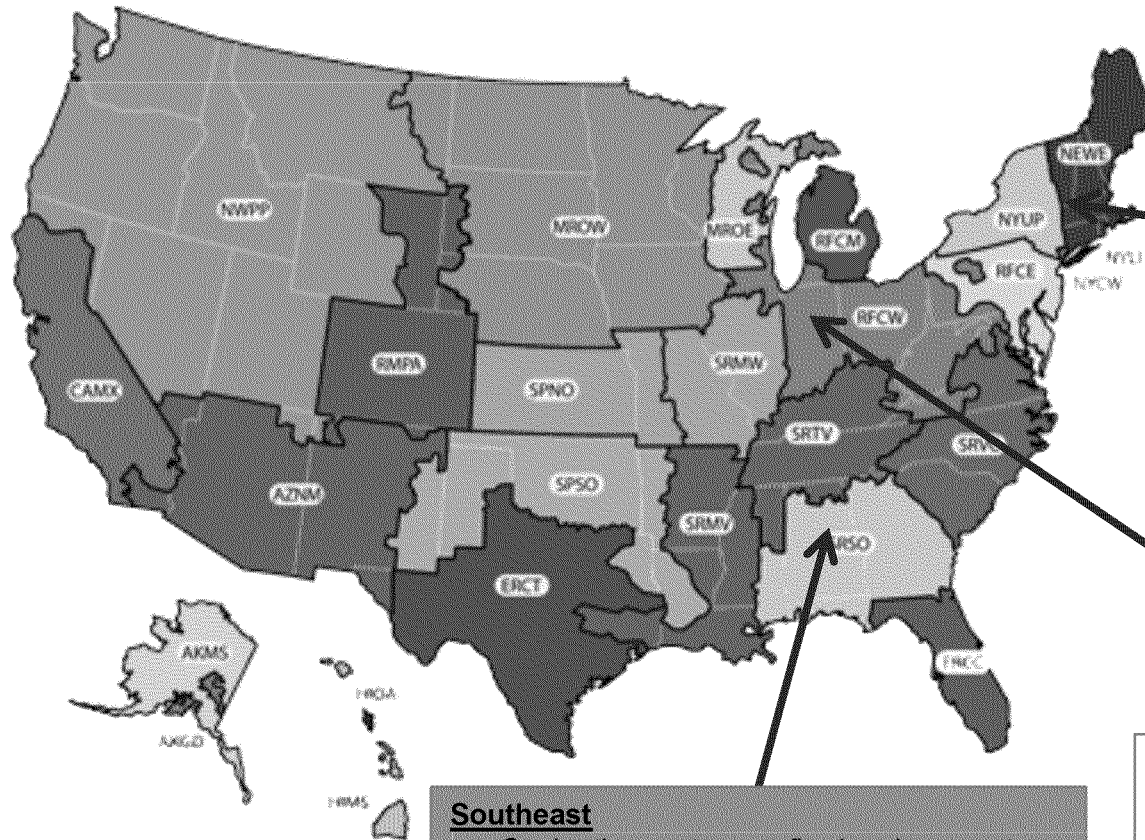 NEWE
NWPP
MROW
MROE
RFCM
NYUP
NYLI
RFCE
NYCW
RFCW
RMPA
SRMW
CAMX
SPNO
SRTV
SPSO
AZNM
SRMV
ERCT
AKMS
HIOA
AKGD
HIMS
Southeast